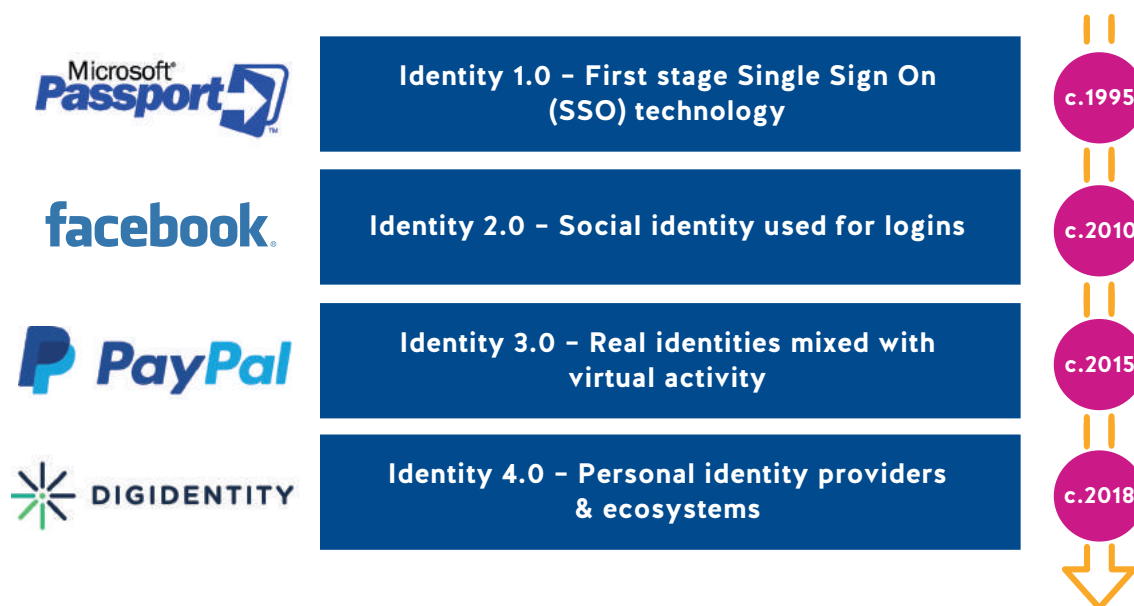 Microsoft®
Passport
TM
Identity 1.0 – First stage Single Sign On
(SSO) technology
c.1995
facebook®
Identity 2.0 – Social identity used for logins
c.2010
PayPal
Identity 3.0 – Real identities mixed with
virtual activity
c.2015
DIGIDENTITY
Identity 4.0 – Personal identity providers
& ecosystems
c.2018